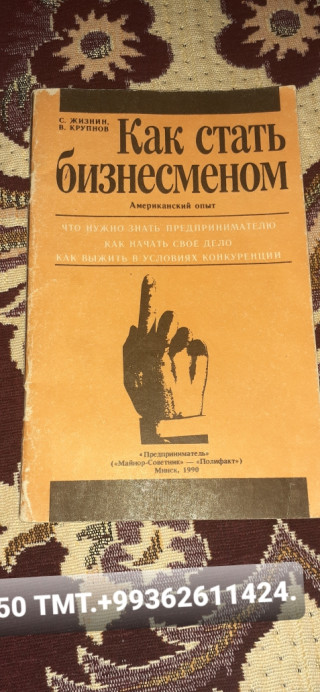 С. ЖИЗНИН,
В. КРУПНОВ
Как стать
бизнесменом
Американский опыт
ЧТО НУЖНО ЗНАТЬ ПРЕДПРИНИМАТЕЛЮ
КАК НАЧАТЬ СВОЕ ДЕЛО
КАК ВЫЖИТЬ В УСЛОВИЯХ КОНКУРЕНЦИИ
«Предприниматель»
(«Майнор-Советник» — «Полифакт»)
Минск, 1990
50 ТМТ.+99362611424.